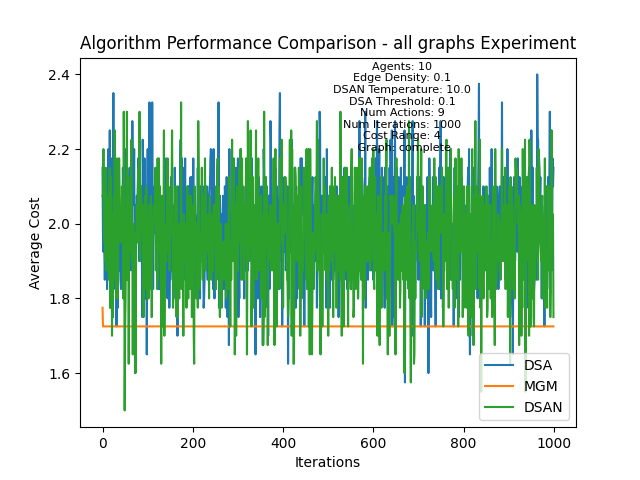 Algorithm Performance Comparison - all graphs Experiment
Agents: 10
Edge Density: 0.1
DSAN Temperature: 10.0
DSA Threshold: 0.1
Num Actions: 9
Num Iterations: 1000
Cost Range: 4
Graph: complete
2.4
2.2
2.0
1.8
1.6
Average Cost
DSA
MGM
DSAN
0
200
400
600
800
1000
Iterations